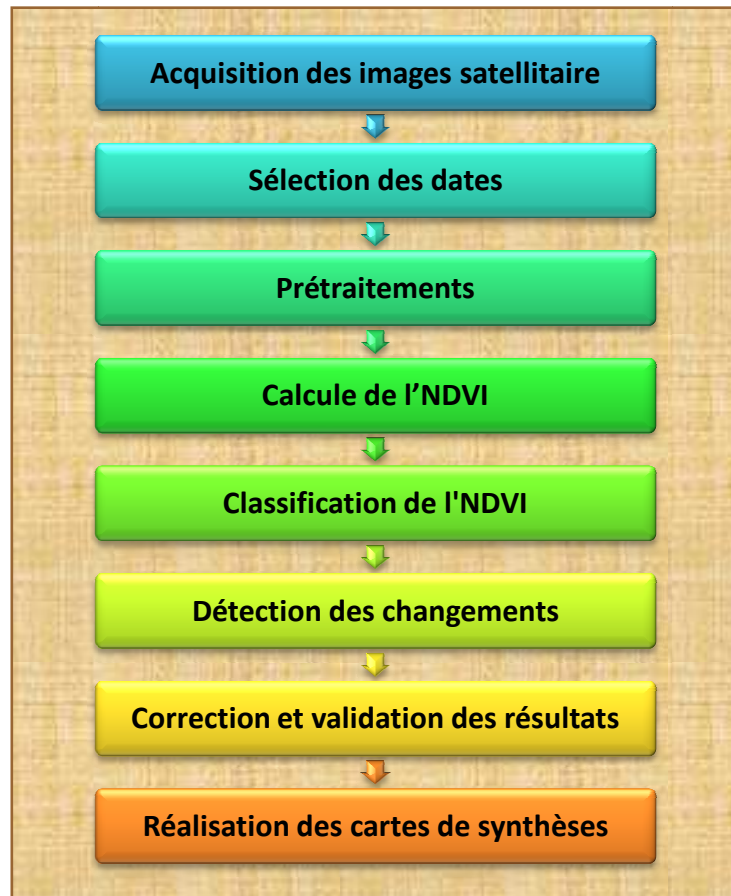 Acquisition des images satellitaire
Sélection des dates
Prétraitements
Calcule de l’NDVI
Classification de l'NDVI
Détection des changements
Correction et validation des résultats
Réalisation des cartes de synthèses